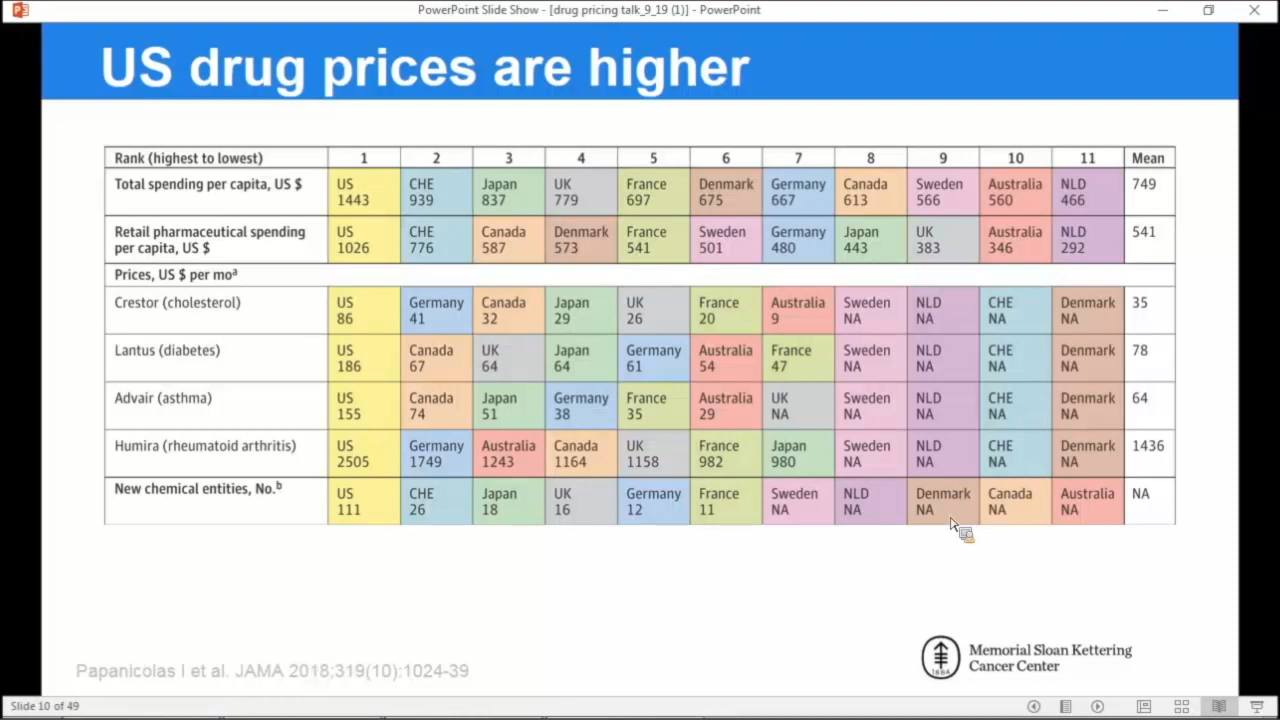 PowerPoint Slide Show - [drug pricing talk_9_19 (1)] - PowerPoint
US drug prices are higher
Rank (highest to lowest) 1 2 3 4 5 6 7 8 9 10 11 Mean
Total spending per capita, US $ US CHE Japan UK France Denmark Germany Canada Sweden Australia NLD 749
1443 939 837 779 697 675 667 613 566 560 466
Retail pharmaceutical spending US CHE Canada Denmark France Sweden Germany Japan UK Australia NLD 541
per capita, US $ 1026 776 587 573 541 501 480 443 383 346 292
Prices, US $ per moa
Crestor (cholesterol) US Germany Canada Japan UK France Australia Sweden NLD CHE Denmark 35
86 41 32 29 26 20 9 NA NA NA NA
Lantus (diabetes) US Canada UK Japan Germany Australia France Sweden NLD CHE Denmark 78
186 67 64 64 61 54 47 NA NA NA NA
Advair (asthma) US Canada Japan Germany France Australia UK Sweden NLD CHE Denmark 64
155 74 51 38 35 29 NA NA NA NA NA
Humira (rheumatoid arthritis) US Germany Australia Canada UK France Japan Sweden NLD CHE Denmark 1436
2505 1749 1243 1164 1158 982 980 NA NA NA NA
New chemical entities, No.b US CHE Japan UK Germany France Sweden NLD Denmark Canada Australia NA
111 26 18 16 12 11 NA NA NA NA NA
Papanicolas I et al. JAMA 2018;319(10):1024-39
1884
Memorial Sloan Kettering
Cancer Center
Slide 10 of 49